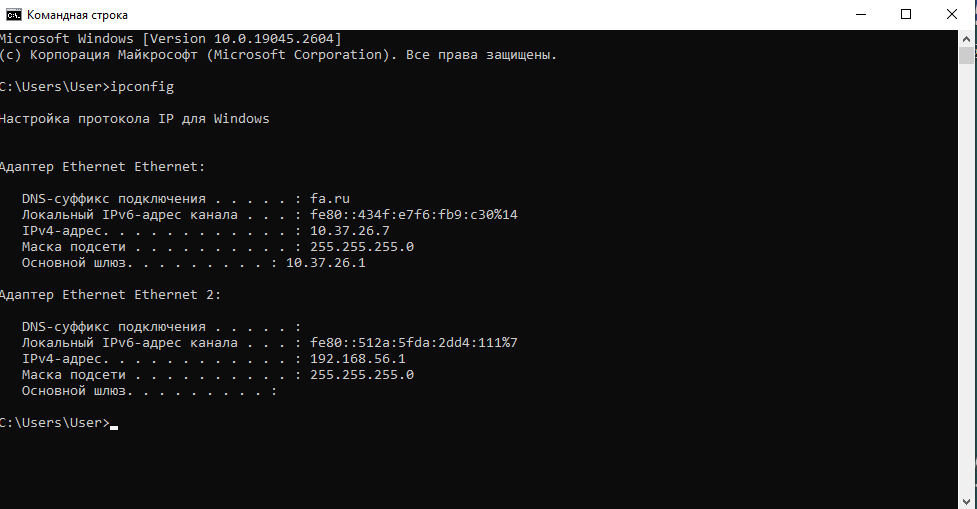 Командная строка
Microsoft Windows [Version 10.0.19045.2604]
(c) Корпорация Майкрософт (Microsoft Corporation). Все права защищены.
C:\Users\User>ipconfig
Настройка протокола IP для Windows
Адаптер Ethernet Ethernet:
DNS-суффикс подключения . . . . . : fa.ru
Локальный IPv6-адрес канала . . . : fe80::434f:e7f6:fb9:c30%14
IPv4-адрес. . . . . . . . . . . . : 10.37.26.7
Маска подсети . . . . . . . . . . : 255.255.255.0
Основной шлюз. . . . . . . . . : 10.37.26.1
Адаптер Ethernet Ethernet 2:
DNS-суффикс подключения . . . . . :
Локальный IPv6-адрес канала . . . : fe80::512a:5fda:2dd4:111%7
IPv4-адрес. . . . . . . . . . . . : 192.168.56.1
Маска подсети . . . . . . . . . . : 255.255.255.0
Основной шлюз. . . . . . . . . :
C:\Users\User>